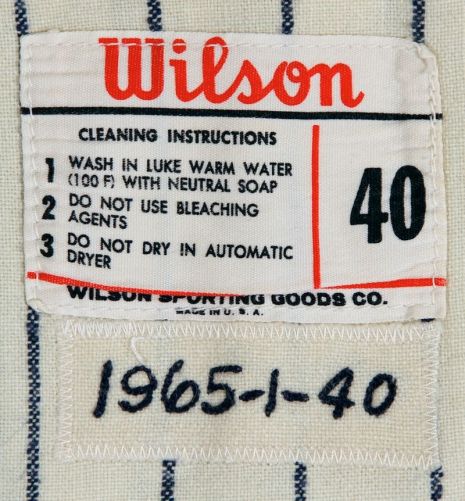 Wilson
CLEANING INSTRUCTIONS
1 WASH IN LUKE WARM WATER
(100 F) WITH NEUTRAL SOAP
2 DO NOT USE BLEACHING
AGENTS
3 DO NOT DRY IN AUTOMATIC
DRYER
40
WILSON SPORTING GOODS CO.
MADE IN U. S. A.
1965-1-40